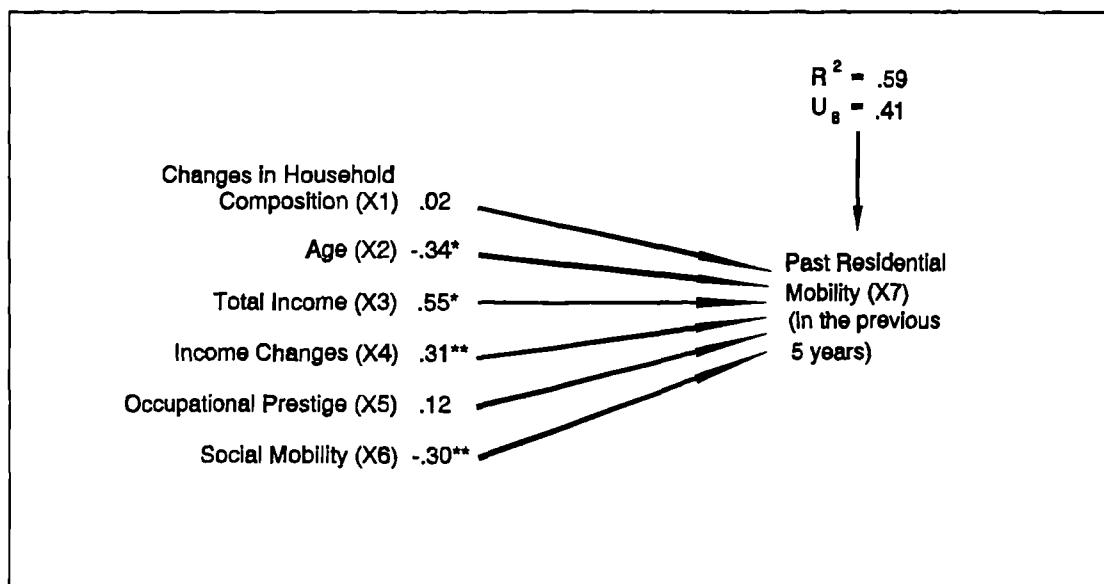 R² = .59
U₈ = .41
Changes in Household
Composition (X1) .02
Age (X2) -.34*
Total Income (X3) .55*
Income Changes (X4) .31**
Occupational Prestige (X5) .12
Social Mobility (X6) -.30**
Past Residential
Mobility (X7)
(in the previous
5 years)